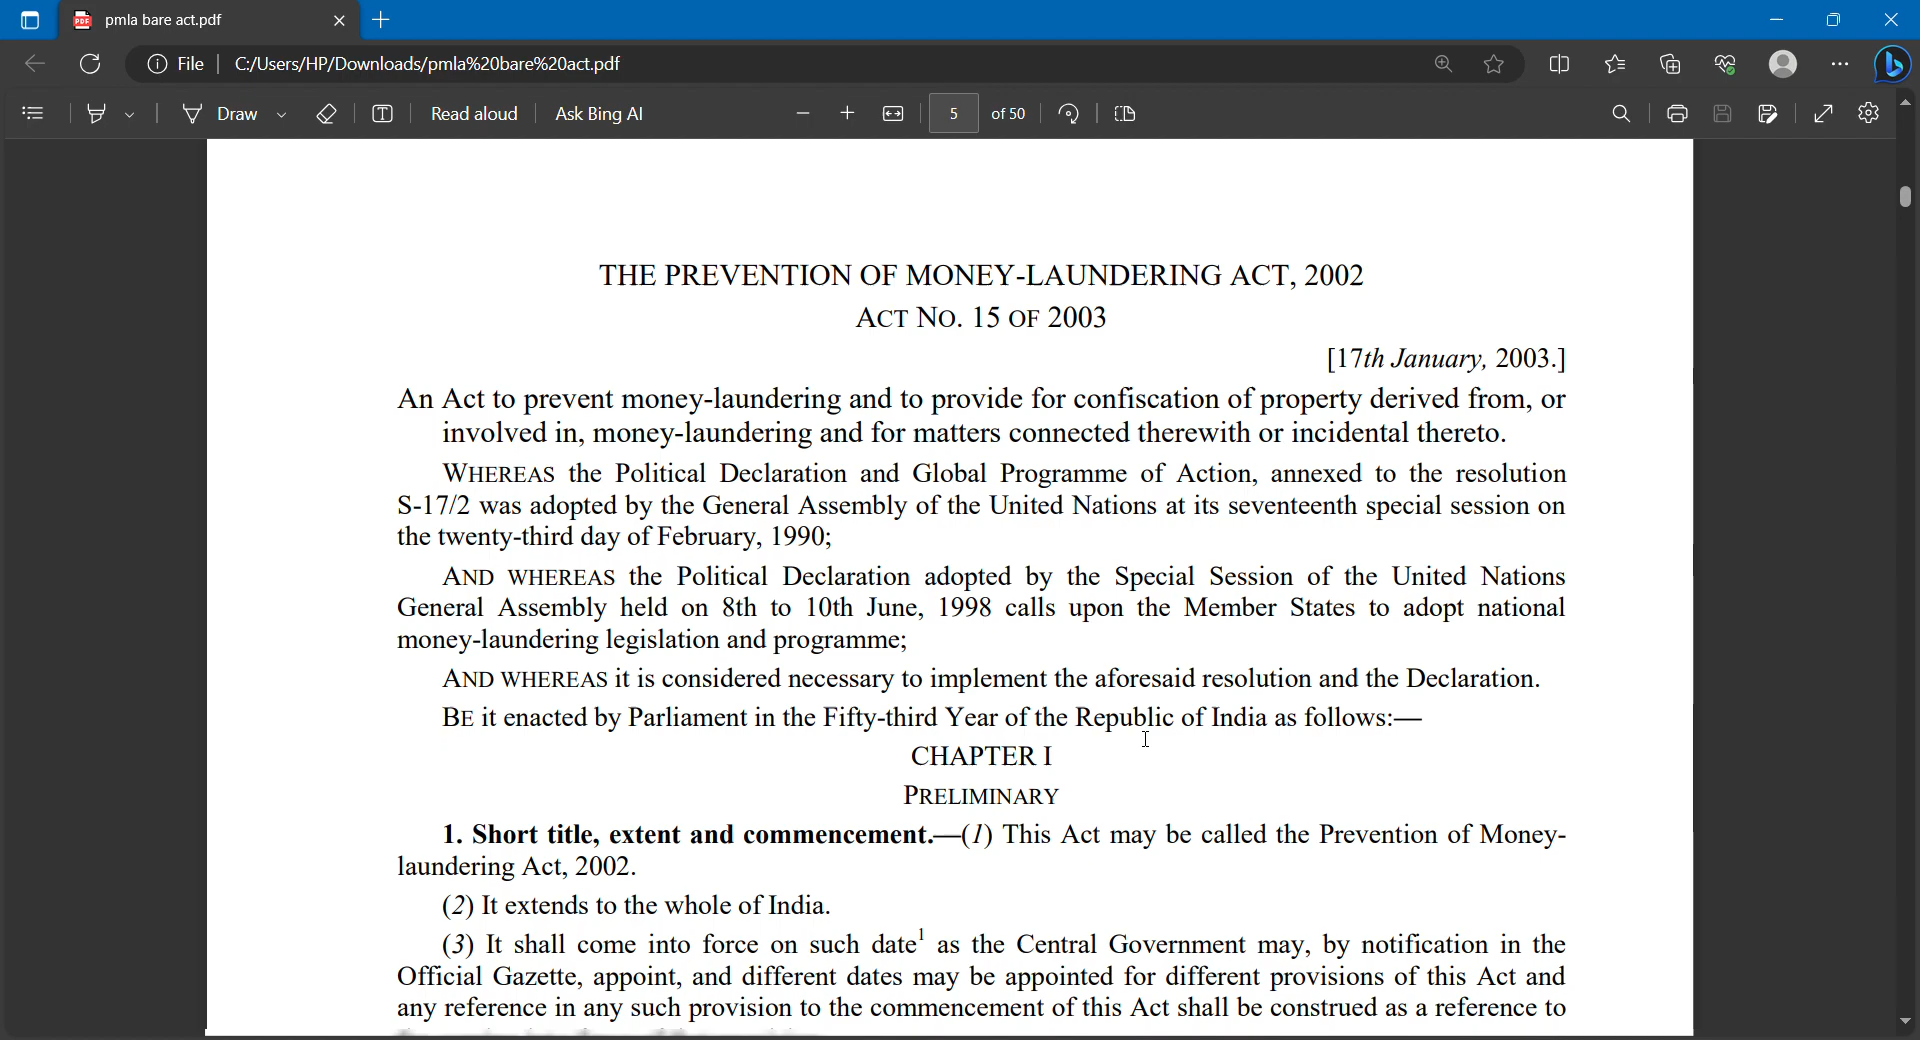 pmla bare act.pdf
File | C:/Users/HP/Downloads/pmla%20bare%20act.pdf
Draw Read aloud Ask Bing AI 5 of 50
THE PREVENTION OF MONEY-LAUNDERING ACT, 2002
ACT NO. 15 OF 2003
[17th January, 2003.]
An Act to prevent money-laundering and to provide for confiscation of property derived from, or
involved in, money-laundering and for matters connected therewith or incidental thereto.
WHEREAS the Political Declaration and Global Programme of Action, annexed to the resolution
S-17/2 was adopted by the General Assembly of the United Nations at its seventeenth special session on
the twenty-third day of February, 1990;
AND WHEREAS the Political Declaration adopted by the Special Session of the United Nations
General Assembly held on 8th to 10th June, 1998 calls upon the Member States to adopt national
money-laundering legislation and programme;
AND WHEREAS it is considered necessary to implement the aforesaid resolution and the Declaration.
BE it enacted by Parliament in the Fifty-third Year of the Republic of India as follows:—
CHAPTER I
PRELIMINARY
1. Short title, extent and commencement.—(1) This Act may be called the Prevention of Money-
laundering Act, 2002.
(2) It extends to the whole of India.
(3) It shall come into force on such date1 as the Central Government may, by notification in the
Official Gazette, appoint, and different dates may be appointed for different provisions of this Act and
any reference in any such provision to the commencement of this Act shall be construed as a reference to